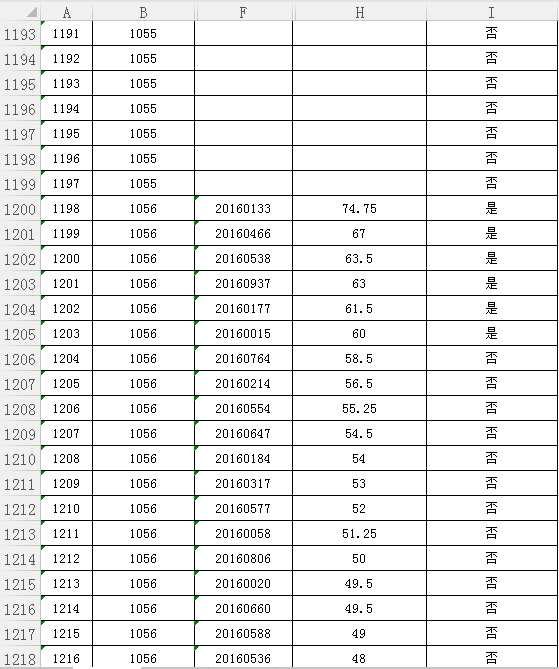 A B F H I
1193 1191 1055 否
1194 1192 1055 否
1195 1193 1055 否
1196 1194 1055 否
1197 1195 1055 否
1198 1196 1055 否
1199 1197 1055 否
1200 1198 1056 20160133 74.75 是
1201 1199 1056 20160466 67 是
1202 1200 1056 20160538 63.5 是
1203 1201 1056 20160937 63 是
1204 1202 1056 20160177 61.5 是
1205 1203 1056 20160015 60 是
1206 1204 1056 20160764 58.5 否
1207 1205 1056 20160214 56.5 否
1208 1206 1056 20160554 55.25 否
1209 1207 1056 20160647 54.5 否
1210 1208 1056 20160184 54 否
1211 1209 1056 20160317 53 否
1212 1210 1056 20160577 52 否
1213 1211 1056 20160058 51.25 否
1214 1212 1056 20160806 50 否
1215 1213 1056 20160020 49.5 否
1216 1214 1056 20160660 49.5 否
1217 1215 1056 20160588 49 否
1218 1216 1056 20160536 48 否